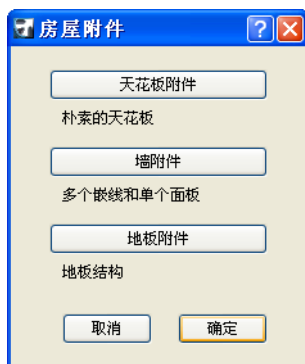 房屋附件
天花板附件
朴素的天花板
墙附件
多个嵌线和单个面板
地板附件
地板结构
取消 确定